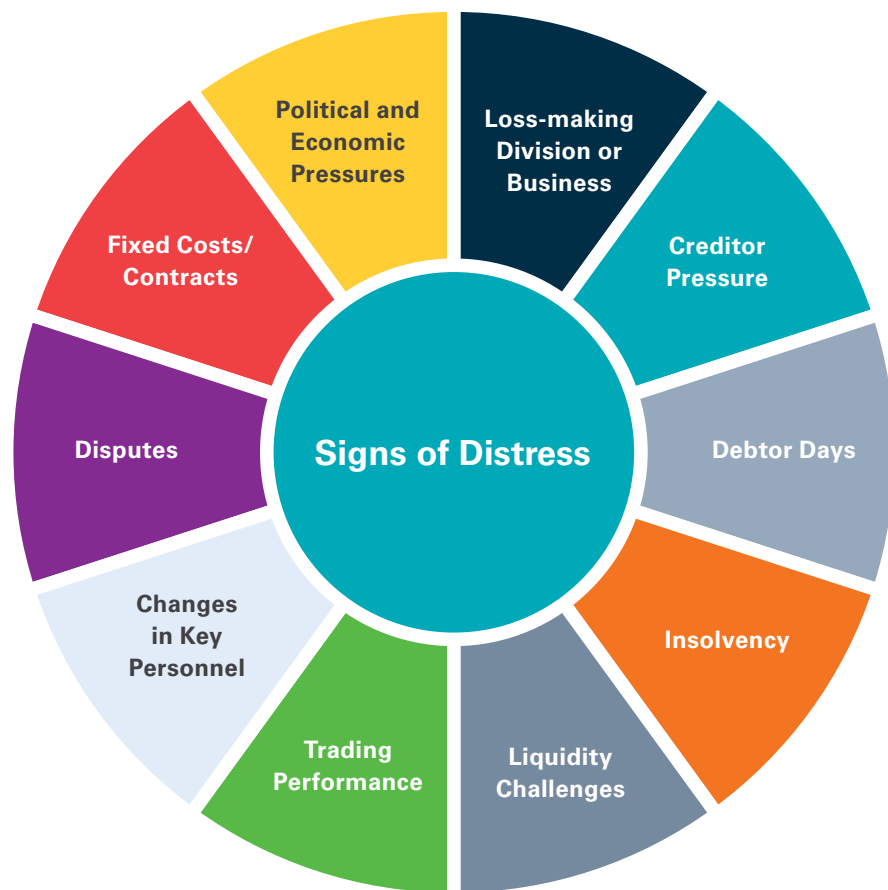 Signs of Distress
Loss-making
Division or
Business
Creditor
Pressure
Debtor Days
Insolvency
Liquidity
Challenges
Trading
Performance
Changes
in Key
Personnel
Disputes
Fixed Costs/
Contracts
Political and
Economic
Pressures